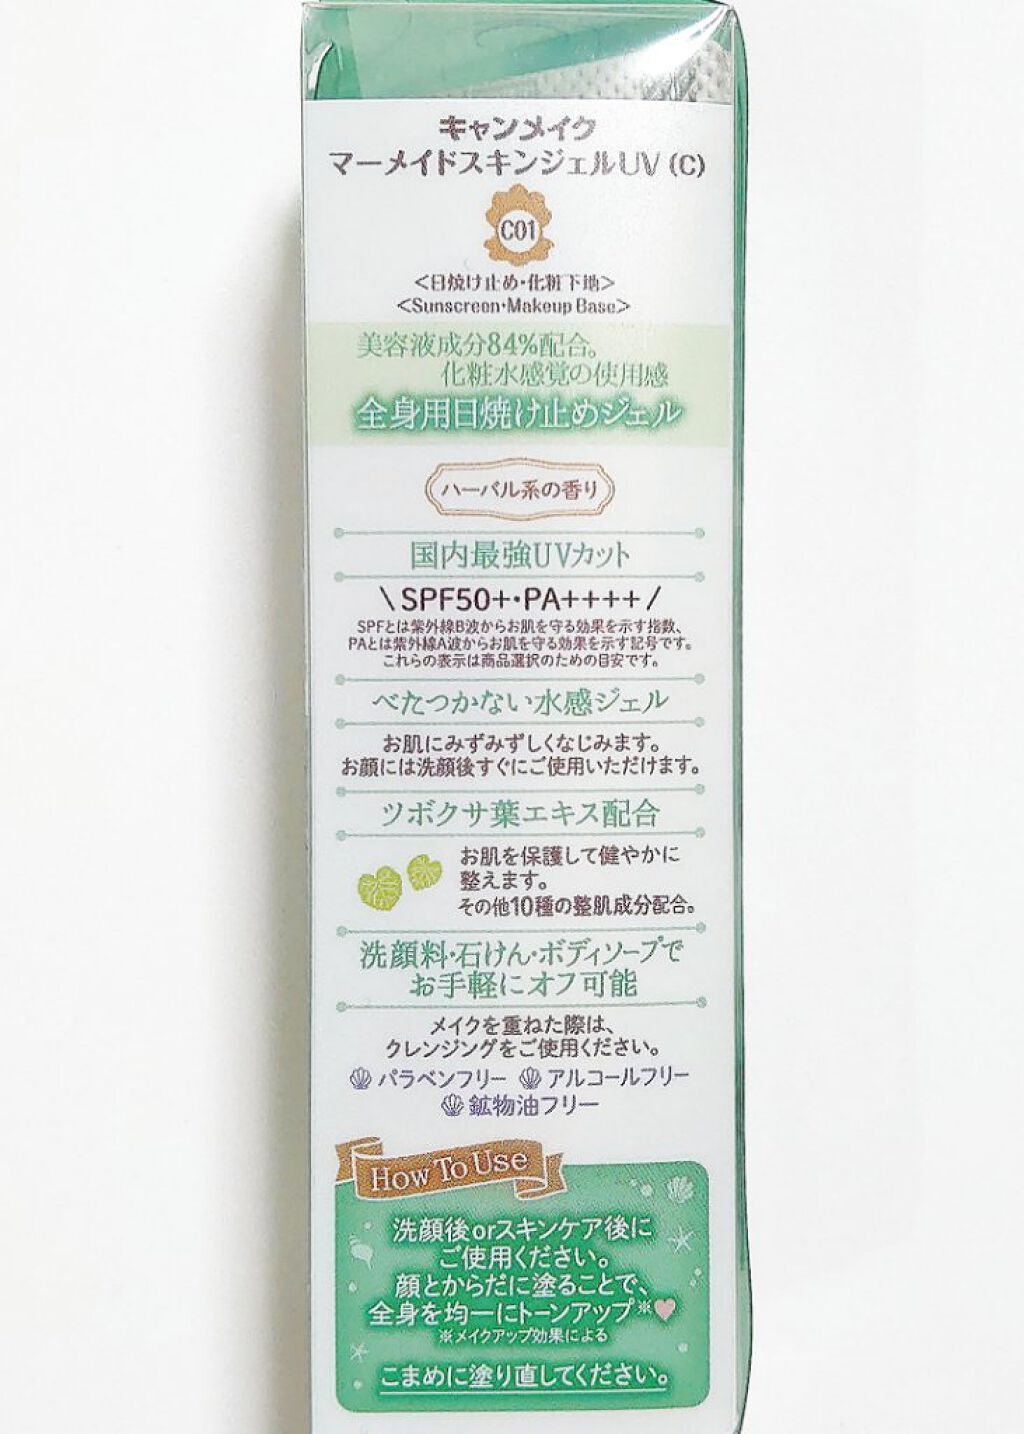 キャンメイク
マーメイドスキンジェルUV (C)
C01
＜日焼け止め・化粧下地＞
＜Sunscreen・Makeup Base＞
美容液成分84%配合。
化粧水感覚の使用感
全身用日焼け止めジェル
ハーバル系の香り
国内最強UVカット
\ SPF50+・PA++++ /
SPFとは紫外線B波からお肌を守る効果を示す指数、
PAとは紫外線A波からお肌を守る効果を示す記号です。
これらの表示は商品選択のための目安です。
べたつかない水感ジェル
お肌にみずみずしくなじみます。
お顔には洗顔後すぐにご使用いただけます。
ツボクサ葉エキス配合
お肌を保護して健やかに
整えます。
その他10種の整肌成分配合。
洗顔料・石けん・ボディソープで
お手軽にオフ可能
メイクを重ねた際は、
クレンジングをご使用ください。
パラベンフリー アルコールフリー
鉱物油フリー
How To Use
洗顔後orスキンケア後に
ご使用ください。
顔とからだに塗ることで、
全身を均一にトーンアップ※
※メイクアップ効果による
こまめに塗り直してください。